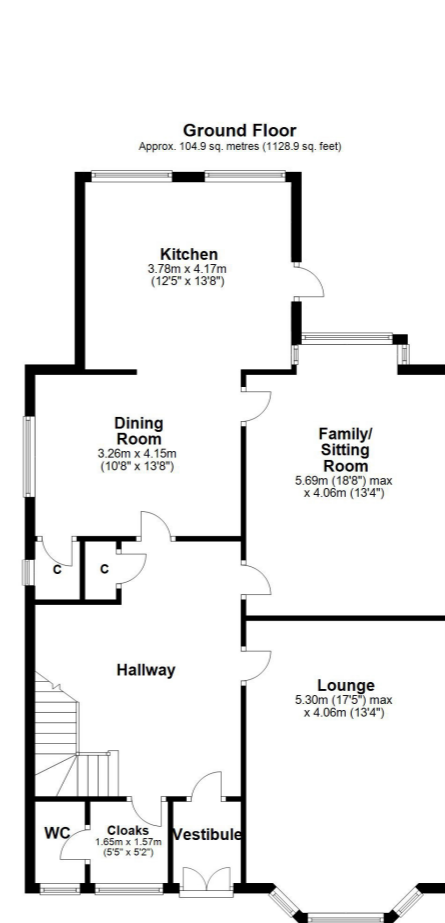 Ground Floor
Approx. 104.9 sq. metres (1128.9 sq. feet)
Kitchen
3.78m x 4.17m
(12'5" x 13'8")
Dining
Room
3.26m x 4.15m
(10'8" x 13'8")
Family/
Sitting
Room
5.69m (18'8") max
x 4.06m (13'4")
C
C
Hallway
Lounge
5.30m (17'5") max
x 4.06m (13'4")
WC
Cloaks
1.65m x 1.57m
(5'5" x 5'2")
Vestibule